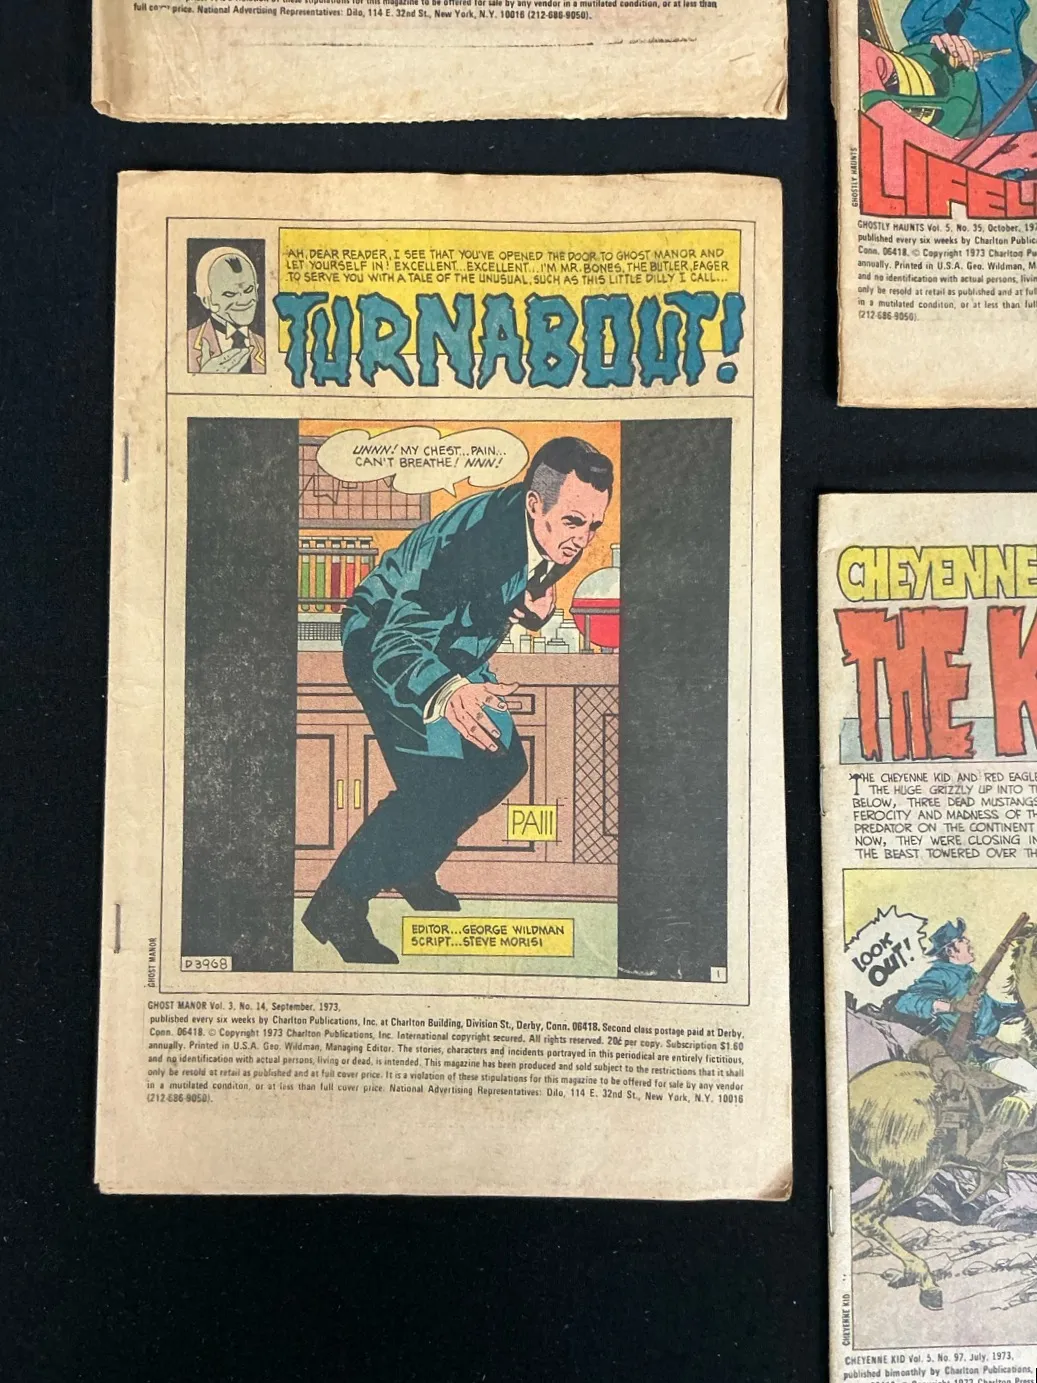 full cover price. National Advertising Representatives: Dilo, 114 E. 32nd St., New York, N.Y. 10016 (212-686-9050).
AH, DEAR READER, I SEE THAT YOU'VE OPENED THE DOOR TO GHOST MANOR AND
LET YOURSELF IN! EXCELLENT...EXCELLENT...I'M MR. BONES, THE BUTLER, EAGER
TO SERVE YOU WITH A TALE OF THE UNUSUAL, SUCH AS THIS LITTLE DILLY I CALL...
TURNABOUT!
UNNN! MY CHEST...PAIN...
CAN'T BREATHE! NNN!
PAM
EDITOR...GEORGE WILDMAN
SCRIPT...STEVE MORISI
D3968
1
GHOST MANOR
GHOST MANOR Vol. 3, No. 14, September, 1973,
published every six weeks by Charlton Publications, Inc. at Charlton Building, Division St., Derby, Conn. 06418. Second class postage paid at Derby,
Conn. 06418. © Copyright 1973 Charlton Publications, Inc. International copyright secured. All rights reserved. 20¢ per copy. Subscription $1.60
annually. Printed in U.S.A. Geo. Wildman, Managing Editor. The stories, characters and incidents portrayed in this periodical are entirely fictitious,
and no identification with actual persons, living or dead, is intended. This magazine has been produced and sold subject to the restrictions that it shall
only be resold at retail as published and at full cover price. It is a violation of these stipulations for this magazine to be offered for sale by any vendor
in a mutilated conditon, or at less than full cover price. National Advertising Representatives: Dilo, 114 E. 32nd St., New York, N.Y. 10016
(212-686-9050).
GHOSTLY HAUNTS
GHOSTLY HAUNTS Vol. 5, No. 35, October,
published every six weeks by Charlton
Conn. 06418. © Copyright 1973 Charlton
annually. Printed in U.S.A. Geo. Wildman,
and no identification with actual persons,
only be resold at retail as published and at
in a mutilated conditon, or at less than
(212-686-9050).
CHEYENNE
THE
THE CHEYENNE KID AND RED
THE HUGE GRIZZLY UP INTO
BELOW, THREE DEAD
FEROCITY AND MADNESS OF
PREDATOR ON THE CONTINENT
NOW, THEY WERE CLOSING
THE BEAST TOWERED OVER
LOOK
OUT!
CHEYENNE KID
CHEYENNE KID Vol. 5, No. 97, July, 1973,
published bimonthly by Charlton Publications,